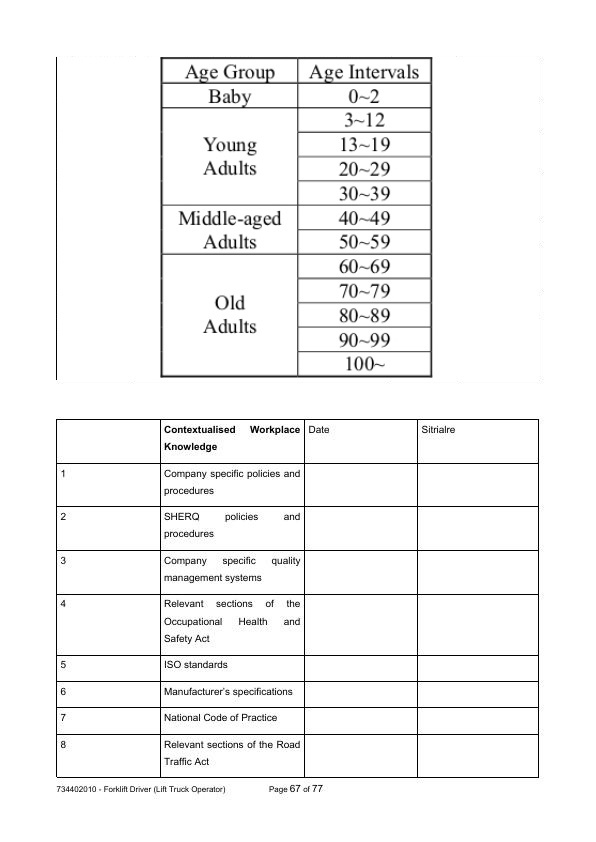 Age Group Age Intervals
Baby 0~2
3~12
Young 13~19
Adults 20~29
30~39
Middle-aged 40~49
Adults 50~59
60~69
70~79
Old
Adults 80~89
90~99
100~
Contextualised Workplace Date Sitrialre
Knowledge
1 Company specific policies and
procedures
2 SHERQ policies and
procedures
3 Company specific quality
management systems
4 Relevant sections of the
Occupational Health and
Safety Act
5 ISO standards
6 Manufacturer's specifications
7 National Code of Practice
8 Relevant sections of the Road
Traffic Act
734402010 - Forklift Driver (Lift Truck Operator) Page 67 of 77